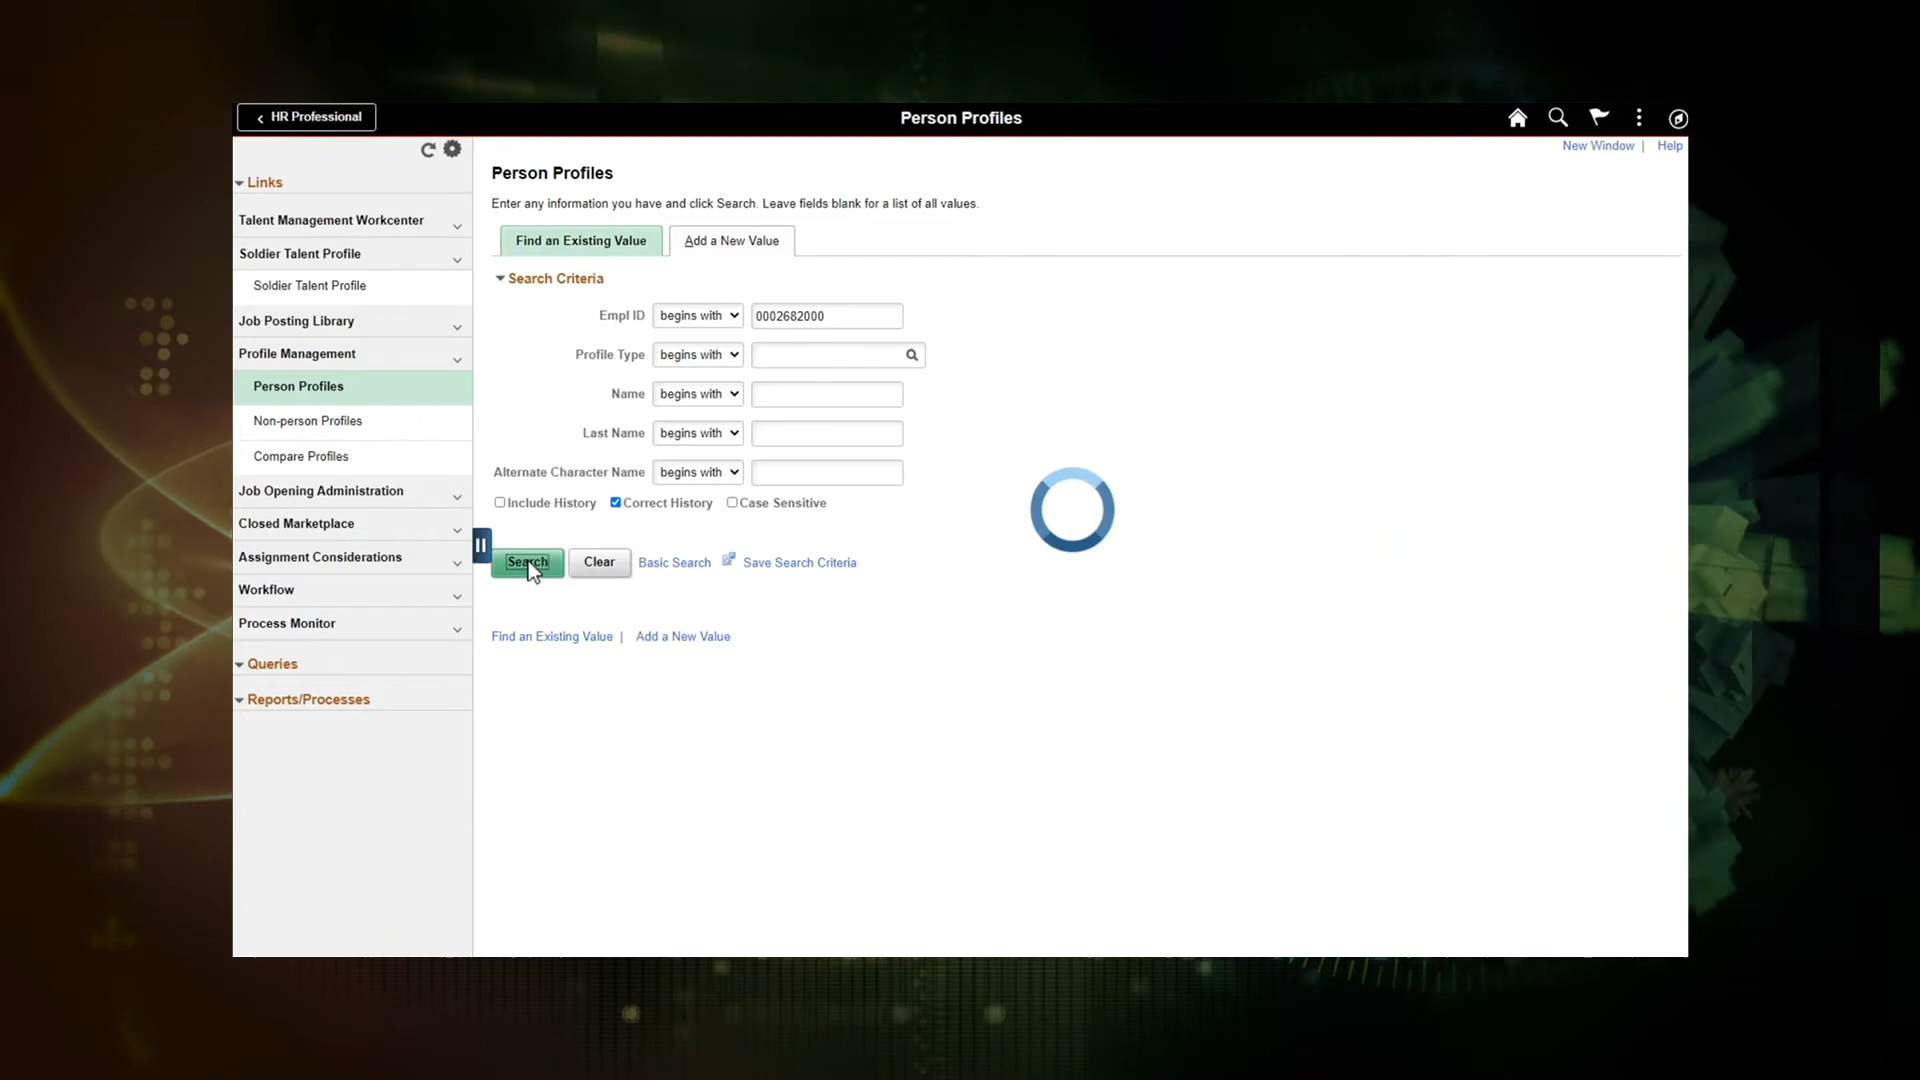 HR Professional
Person Profiles
New Window | Help
Links
Talent Management Workcenter
Soldier Talent Profile
Soldier Talent Profile
Job Posting Library
Profile Management
Person Profiles
Non-person Profiles
Compare Profiles
Job Opening Administration
Closed Marketplace
Assignment Considerations
Workflow
Process Monitor
Queries
Reports/Processes
Person Profiles
Enter any information you have and click Search. Leave fields blank for a list of all values.
Find an Existing Value
Add a New Value
Search Criteria
Empl ID begins with 0002682000
Profile Type begins with
Name begins with
Last Name begins with
Alternate Character Name begins with
Include History Correct History Case Sensitive
Search Clear Basic Search Save Search Criteria
Find an Existing Value | Add a New Value